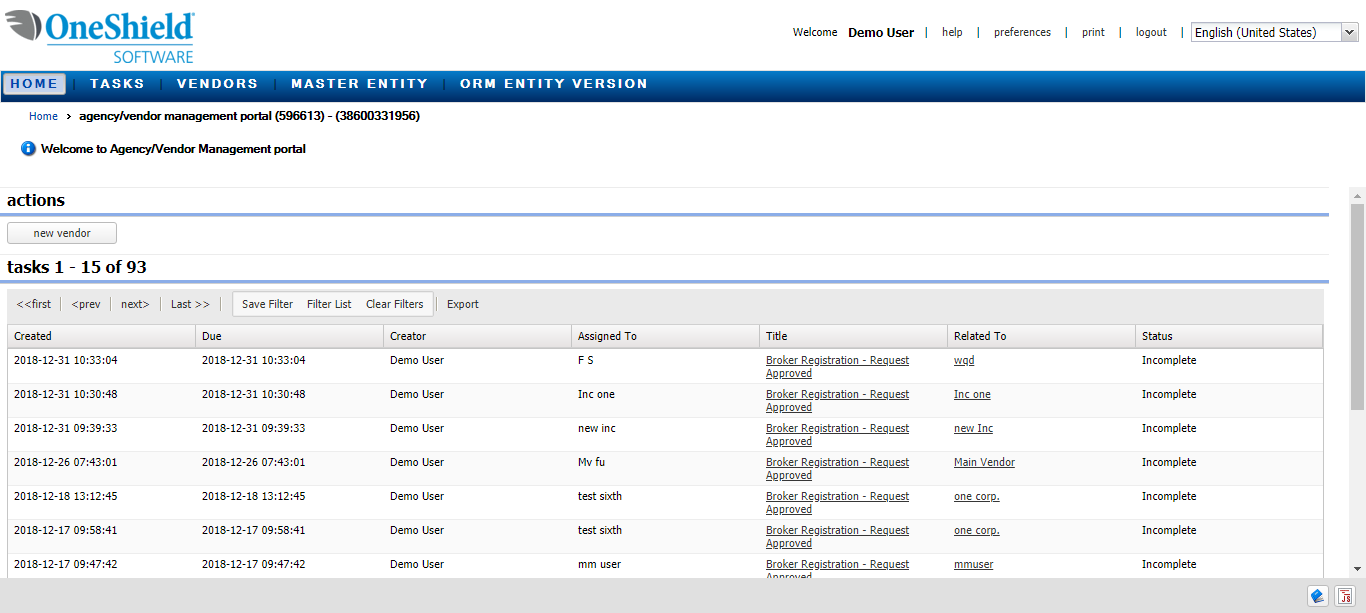 OneShield
SOFTWARE
Welcome Demo User | help | preferences | print | logout | English (United States)
HOME | TASKS | VENDORS | MASTER ENTITY | ORM ENTITY VERSION
Home > agency/vendor management portal (596613) - (38600331956)
Welcome to Agency/Vendor Management portal
actions
new vendor
tasks 1 - 15 of 93
<<first | <prev | next> | Last >> | Save Filter Filter List Clear Filters | Export
Created Due Creator Assigned To Title Related To Status
2018-12-31 10:33:04 2018-12-31 10:33:04 Demo User F S Broker Registration - Request wqd Incomplete
Approved
2018-12-31 10:30:48 2018-12-31 10:30:48 Demo User Inc one Broker Registration - Request Inc one Incomplete
Approved
2018-12-31 09:39:33 2018-12-31 09:39:33 Demo User new inc Broker Registration - Request new Inc Incomplete
Approved
2018-12-26 07:43:01 2018-12-26 07:43:01 Demo User Mv fu Broker Registration - Request Main Vendor Incomplete
Approved
2018-12-18 13:12:45 2018-12-18 13:12:45 Demo User test sixth Broker Registration - Request one corp. Incomplete
Approved
2018-12-17 09:58:41 2018-12-17 09:58:41 Demo User test sixth Broker Registration - Request one corp. Incomplete
Approved
2018-12-17 09:47:42 2018-12-17 09:47:42 Demo User mm user Broker Registration - Request mmuser Incomplete
Approved
JS